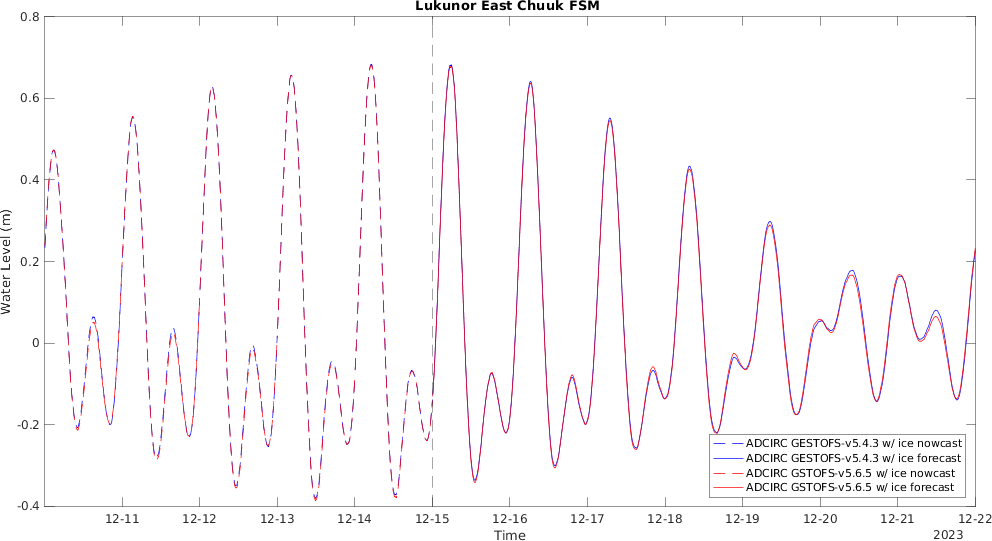 Lukunor East Chuuk FSM
0.8
0.6
0.4
0.2
0
-0.2
-0.4
Water Level (m)
12-11 12-12 12-13 12-14 12-15 12-16 12-17 12-18 12-19 12-20 12-21 12-22
Time
2023
ADCIRC GESTOFS-v5.4.3 w/ ice nowcast
ADCIRC GESTOFS-v5.4.3 w/ ice forecast
ADCIRC GSTOFS-v5.6.5 w/ ice nowcast
ADCIRC GSTOFS-v5.6.5 w/ ice forecast